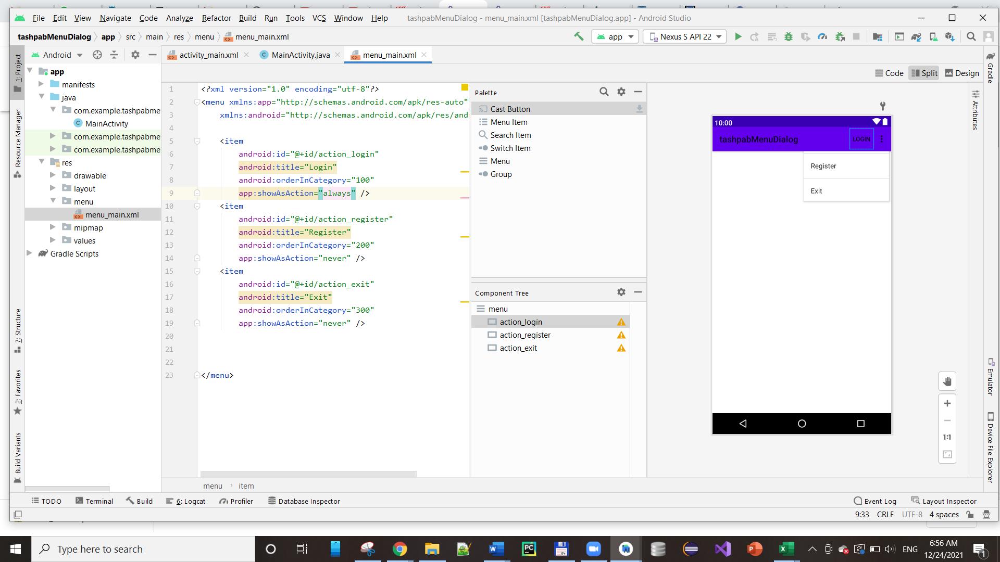 File Edit View Navigate Code Analyze Refactor Build Run Tools VCS Window Help tashpabMenuDialog - menu_main.xml [tashpabMenuDialog.app] - Android Studio
tashpabMenuDialog app src main res menu menu_main.xml app Nexus S API 22
Android activity_main.xml MainActivity.java menu_main.xml
Code Split Design
1: Project
Resource Manager
7: Structure
2: Favorites
Build Variants
app
manifests
java
com.example.tashpabme
MainActivity
com.example.tashpabme
com.example.tashpabme
res
drawable
layout
menu
menu_main.xml
mipmap
values
Gradle Scripts
1 <?xml version="1.0" encoding="utf-8"?>
2 <menu xmlns:app="http://schemas.android.com/apk/res-auto"
3 xmlns:android="http://schemas.android.com/apk/res/and
4
5 <item
6 android:id="@+id/action_login"
7 android:title="Login"
8 android:orderInCategory="100"
9 app:showAsAction="always" />
10 <item
11 android:id="@+id/action_register"
12 android:title="Register"
13 android:orderInCategory="200"
14 app:showAsAction="never" />
15 <item
16 android:id="@+id/action_exit"
17 android:title="Exit"
18 android:orderInCategory="300"
19 app:showAsAction="never" />
20
21
22
23 </menu>
menu item
Palette
Cast Button
Menu Item
Search Item
Switch Item
Menu
Group
Component Tree
menu
action_login
action_register
action_exit
10:00
tashpabMenuDialog LOGIN
Register
Exit
1:1
Gradle
Attributes
Emulator
Device File Explorer
TODO Terminal Build 6: Logcat Profiler Database Inspector Event Log Layout Inspector
9:33 CRLF UTF-8 4 spaces
Type here to search
ENG
6:56 AM
12/24/2021
1